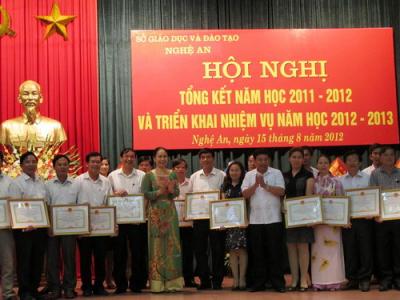 SỞ GIÁO DỤC VÀ ĐÀO TẠO
NGHỆ AN
HỘI NGHỊ
TỔNG KẾT NĂM HỌC 2011 - 2012
VÀ TRIỂN KHAI NHIỆM VỤ NĂM HỌC 2012 - 2013
Nghệ An, ngày 15 tháng 8 năm 2012